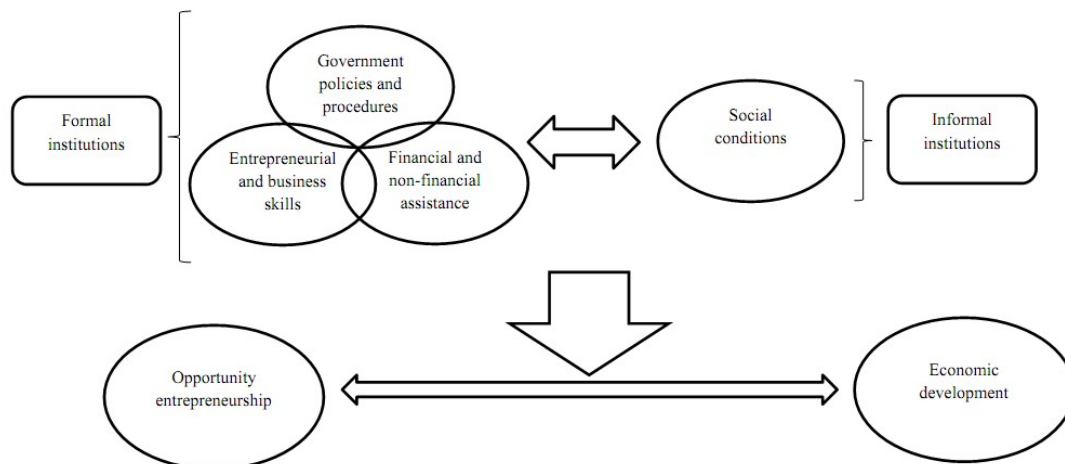 Government
policies and
procedures
Formal
institutions
Entrepreneurial
and business
skills
Financial and
non-financial
assistance
Social
conditions
Informal
institutions
Opportunity
entrepreneurship
Economic
development